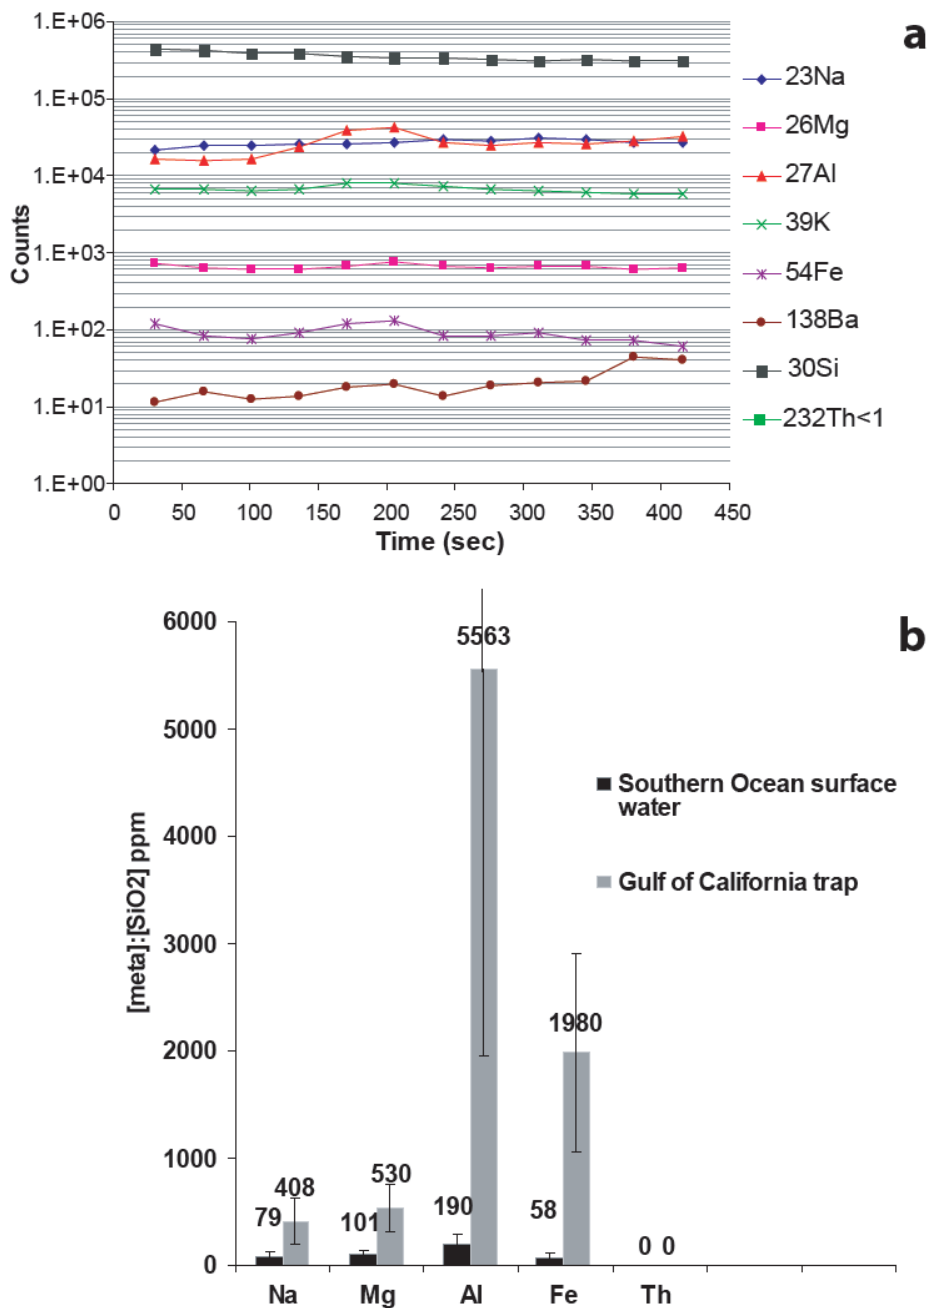 a
1.E+06
1.E+05
1.E+04
1.E+03
1.E+02
1.E+01
1.E+00
Counts
0 50 100 150 200 250 300 350 400 450
Time (sec)
23Na
26Mg
27Al
39K
54Fe
138Ba
30Si
232Th<1
b
6000
5000
4000
3000
2000
1000
0
[meta]:[SiO2] ppm
5563
1980
530
408
190
101
79
58
0 0
Southern Ocean surface
water
Gulf of California trap
Na Mg Al Fe Th